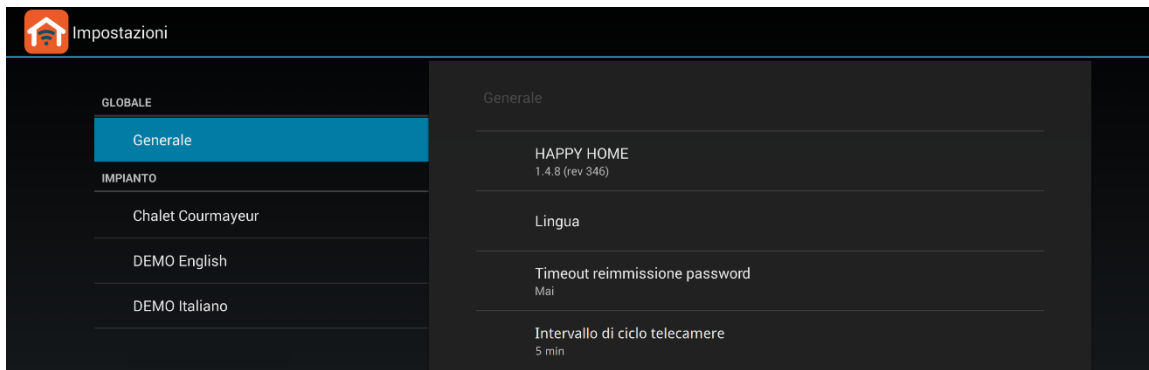 Impostazioni
GLOBALE
Generale
IMPIANTO
Chalet Courmayeur
DEMO English
DEMO Italiano
Generale
HAPPY HOME
1.4.8 (rev 346)
Lingua
Timeout reimmissione password
Mai
Intervallo di ciclo telecamere
5 min